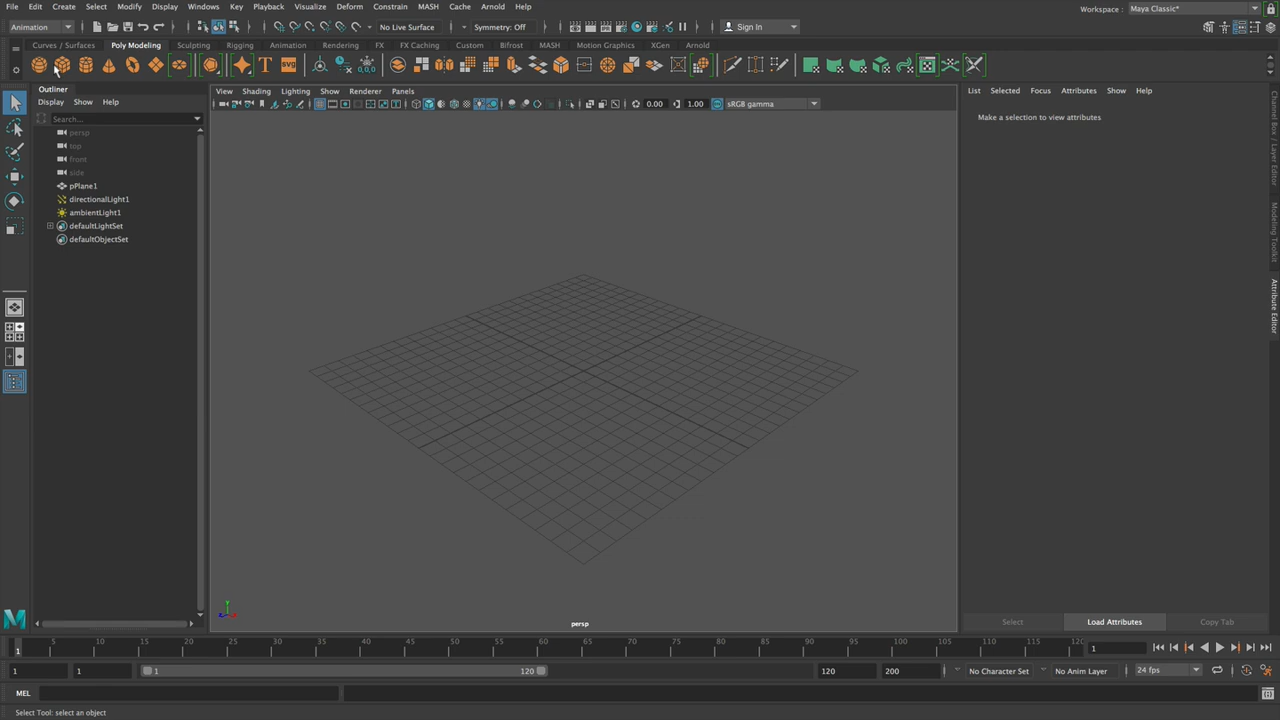 File Edit Create Select Modify Display Windows Key Playback Visualize Deform Constrain MASH Cache Arnold Help Workspace : Maya Classic*
Animation No Live Surface Symmetry: Off Sign In
Curves / Surfaces Poly Modeling Sculpting Rigging Animation Rendering FX FX Caching Custom Bifrost MASH Motion Graphics XGen Arnold
T SVG 0,0,0
Outliner
Display Show Help
Search...
persp
top
front
side
pPlane1
directionalLight1
ambientLight1
defaultLightSet
defaultObjectSet
View Shading Lighting Show Renderer Panels
0.00 1.00 sRGB gamma
persp
List Selected Focus Attributes Show Help
Make a selection to view attributes
Select Load Attributes Copy Tab
Channel Box / Layer Editor
Modeling Toolkit
Attribute Editor
1 5 10 15 20 25 30 35 40 45 50 55 60 65 70 75 80 85 90 95 100 105 110 115 120 1
1 1 1 120 120 200 No Character Set No Anim Layer 24 fps
MEL
Select Tool: select an object